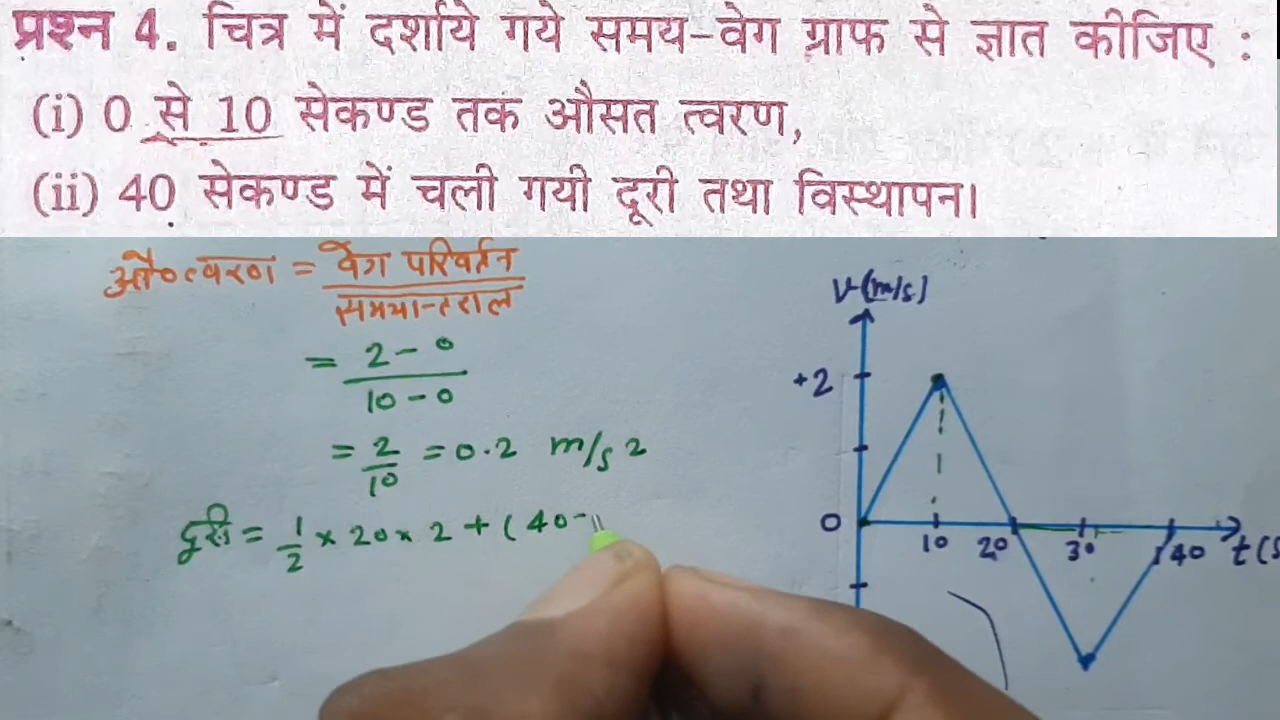 प्रश्न 4. चित्र में दर्शाये गये समय-वेग ग्राफ से ज्ञात कीजिए :
(i) 0 से 10 सेकण्ड तक औसत त्वरण,
(ii) 40 सेकण्ड में चली गयी दूरी तथा विस्थापन।
औ० त्वरण = वेग परिवर्तन
समयान्तराल
= 2 - 0
10 - 0
= 2/10 = 0.2 m/s 2
दूरी = 1/2 × 20 × 2 + ( 40 -
V (m/s)
+2
0
10 20 30 40 t (s